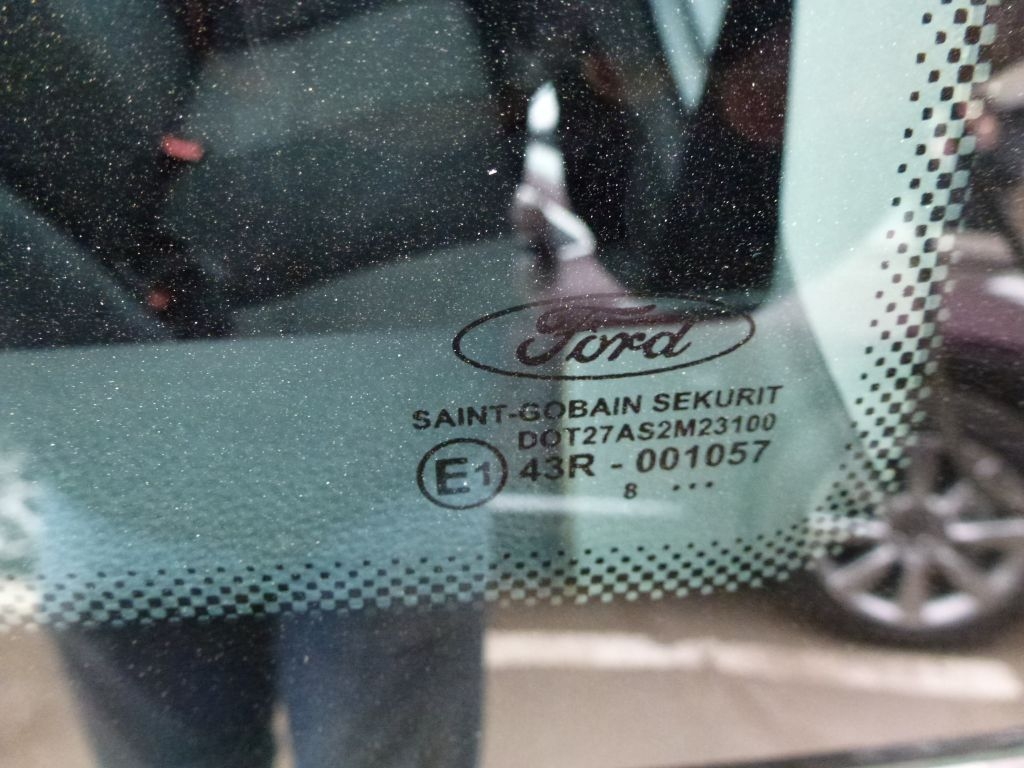 Ford
SAINT-GOBAIN SEKURIT
DOT27AS2M23100
E1 43R - 001057
8 ...